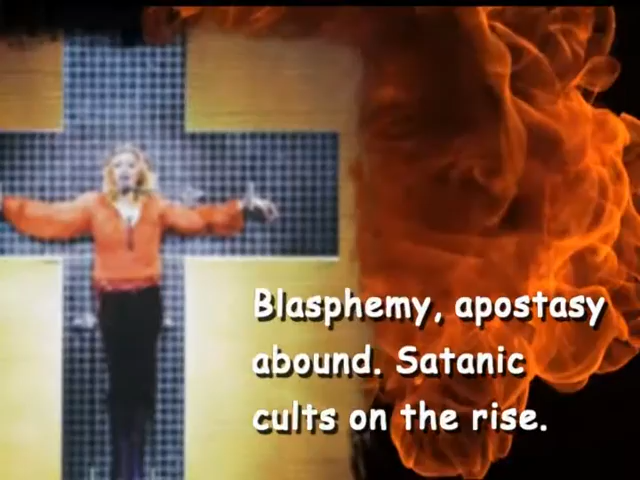 Blasphemy, apostasy
abound. Satanic
cults on the rise.